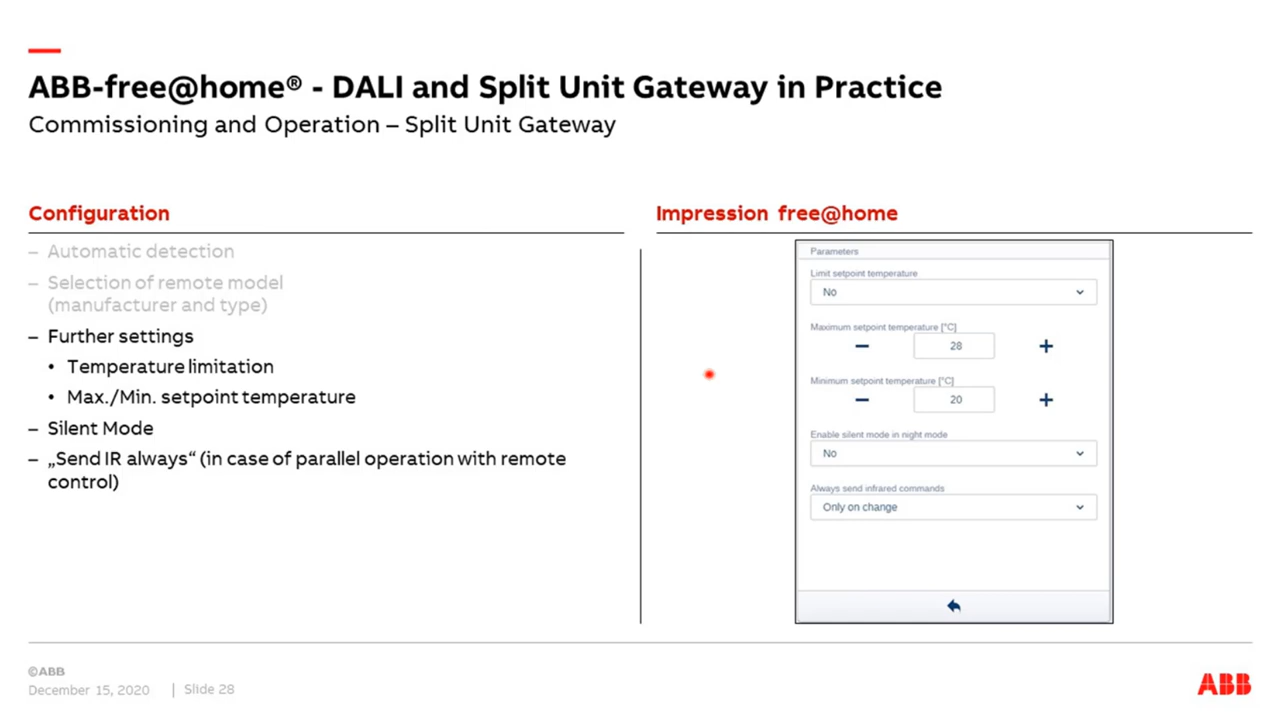 ABB-free@home® - DALI and Split Unit Gateway in Practice
Commissioning and Operation – Split Unit Gateway
Configuration
– Automatic detection
– Selection of remote model
(manufacturer and type)
– Further settings
• Temperature limitation
• Max./Min. setpoint temperature
– Silent Mode
– „Send IR always“ (in case of parallel operation with remote
control)
Impression free@home
Parameters
Limit setpoint temperature
No
Maximum setpoint temperature [°C]
− 28 +
Minimum setpoint temperature [°C]
− 20 +
Enable silent mode in night mode
No
Always send infrared commands
Only on change
©ABB
December 15, 2020 | Slide 28
ABB